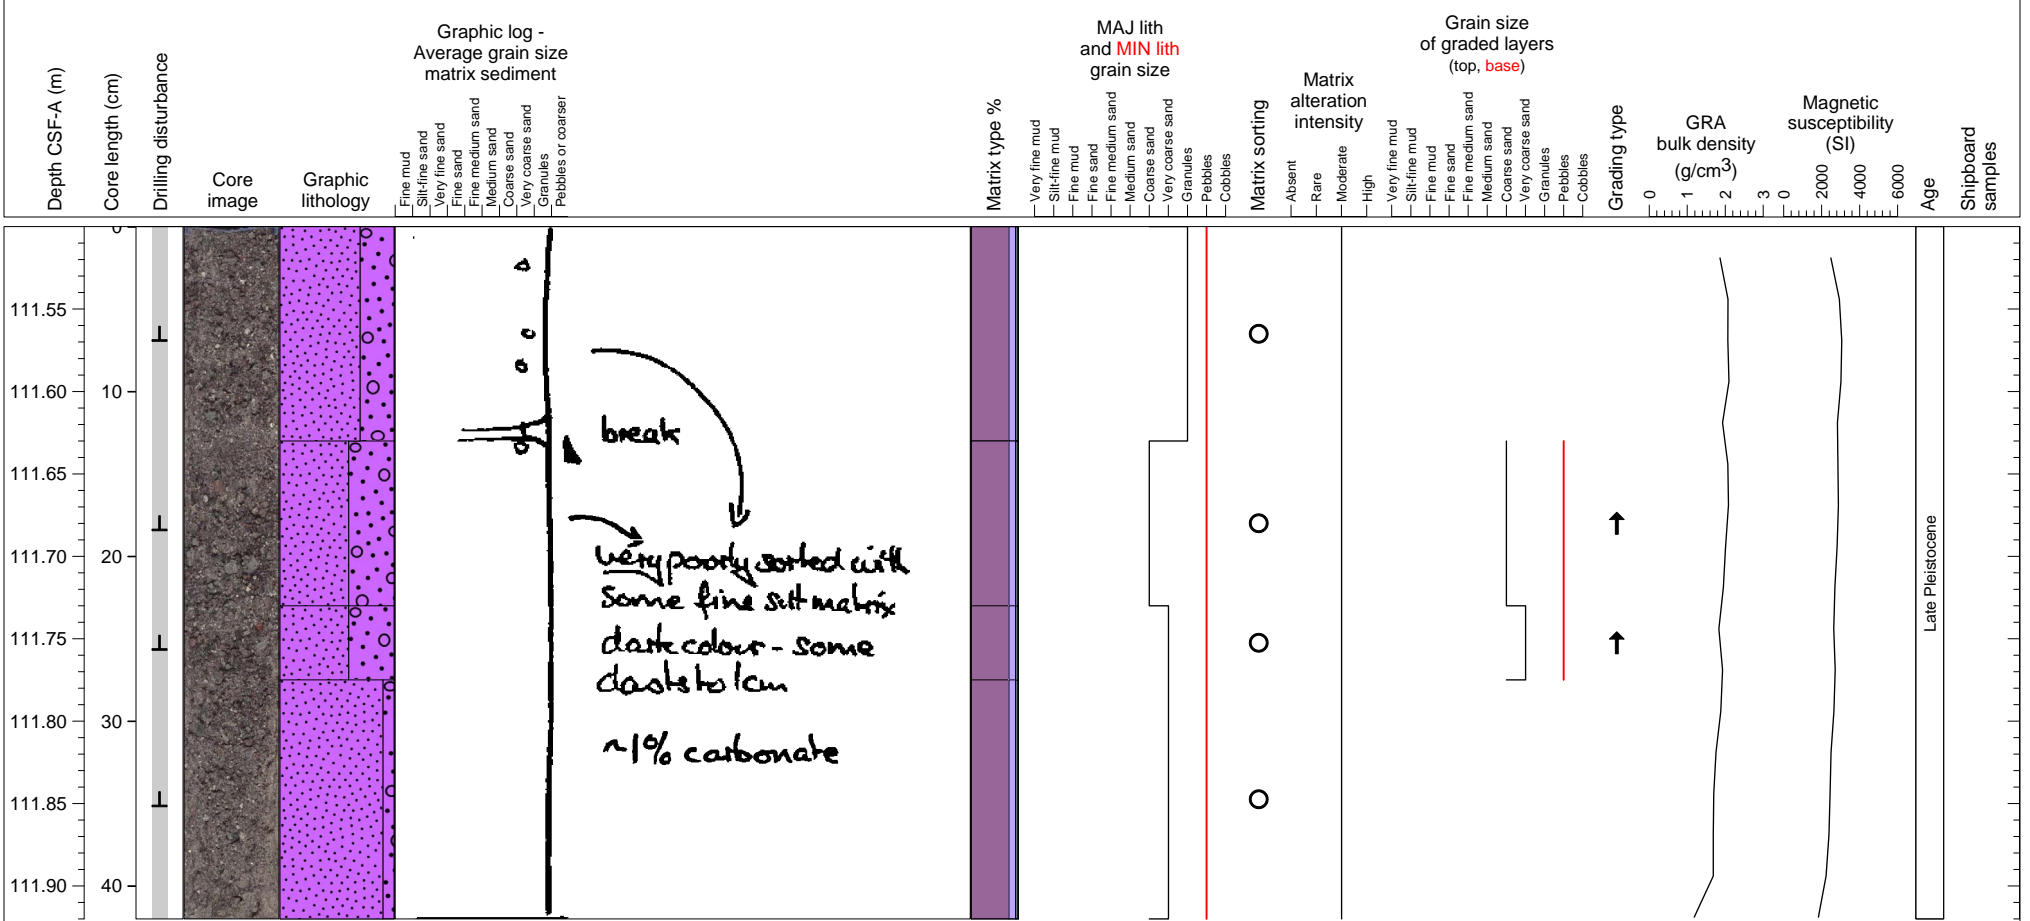 Graphic log -
Average grain size
matrix sediment
MAJ lith
and MIN lith
grain size
Grain size
of graded layers
(top, base)
Matrix
alteration
intensity
GRA
bulk density
(g/cm3)
Magnetic
susceptibility
(SI)
Depth CSF-A (m)
Core length (cm)
Drilling disturbance
Core
image
Graphic
lithology
Fine mud
Silt-fine sand
Very fine sand
Fine sand
Fine medium sand
Medium sand
Coarse sand
Very coarse sand
Granules
Pebbles or coarser
Matrix type %
Very fine mud
Silt-fine mud
Fine mud
Fine sand
Fine medium sand
Medium sand
Coarse sand
Very coarse sand
Granules
Pebbles
Cobbles
Matrix sorting
Absent
Rare
Moderate
High
Very fine mud
Silt-fine mud
Fine mud
Fine sand
Fine medium sand
Medium sand
Coarse sand
Very coarse sand
Granules
Pebbles
Cobbles
Grading type
0 1 2 3
0 2000 4000 6000
Age
Shipboard
samples
0
111.55
111.60 10
111.65
111.70 20
111.75
111.80 30
111.85
111.90 40
break
very poorly sorted with
some fine silt matrix
dark colour - some
clasts to 1cm
~1% carbonate
Late Pleistocene